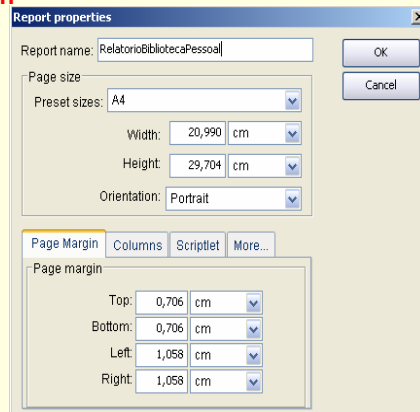 Report properties
Report name: RelatorioBibliotecaPessoal
OK
Cancel
Page size
Preset sizes: A4
Width: 20,990 cm
Height: 29,704 cm
Orientation: Portrait
Page Margin Columns Scriptlet More...
Page margin
Top: 0,706 cm
Bottom: 0,706 cm
Left: 1,058 cm
Right: 1,058 cm